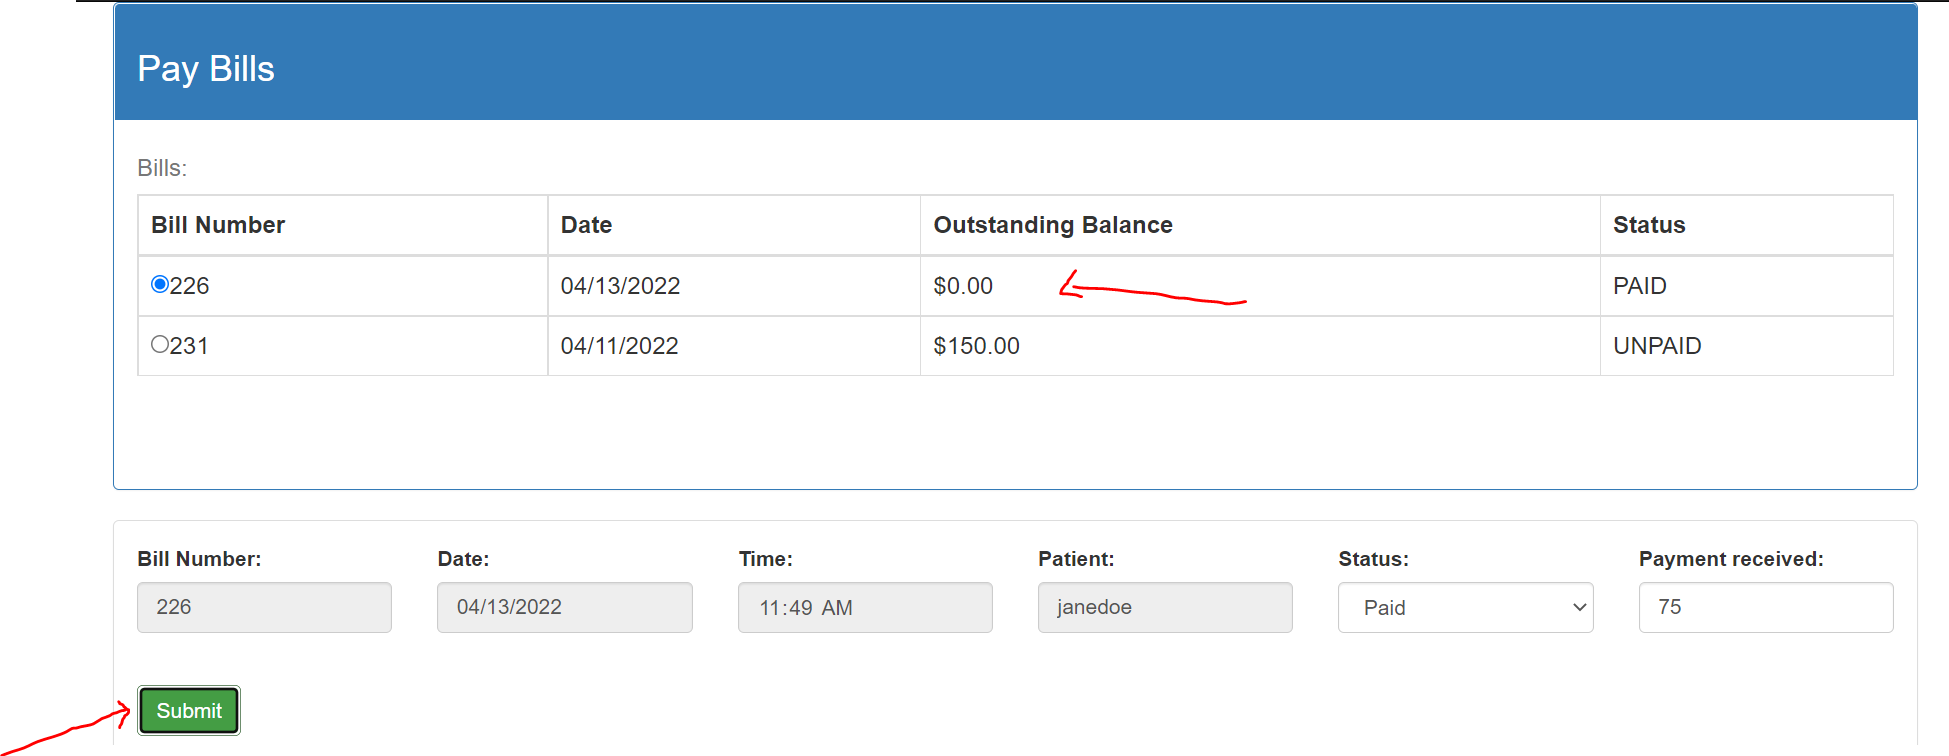 Pay Bills
Bills:
Bill Number Date Outstanding Balance Status
226 04/13/2022 $0.00 PAID
231 04/11/2022 $150.00 UNPAID
Bill Number: Date: Time: Patient: Status: Payment received:
226 04/13/2022 11:49 AM janedoe Paid 75
Submit